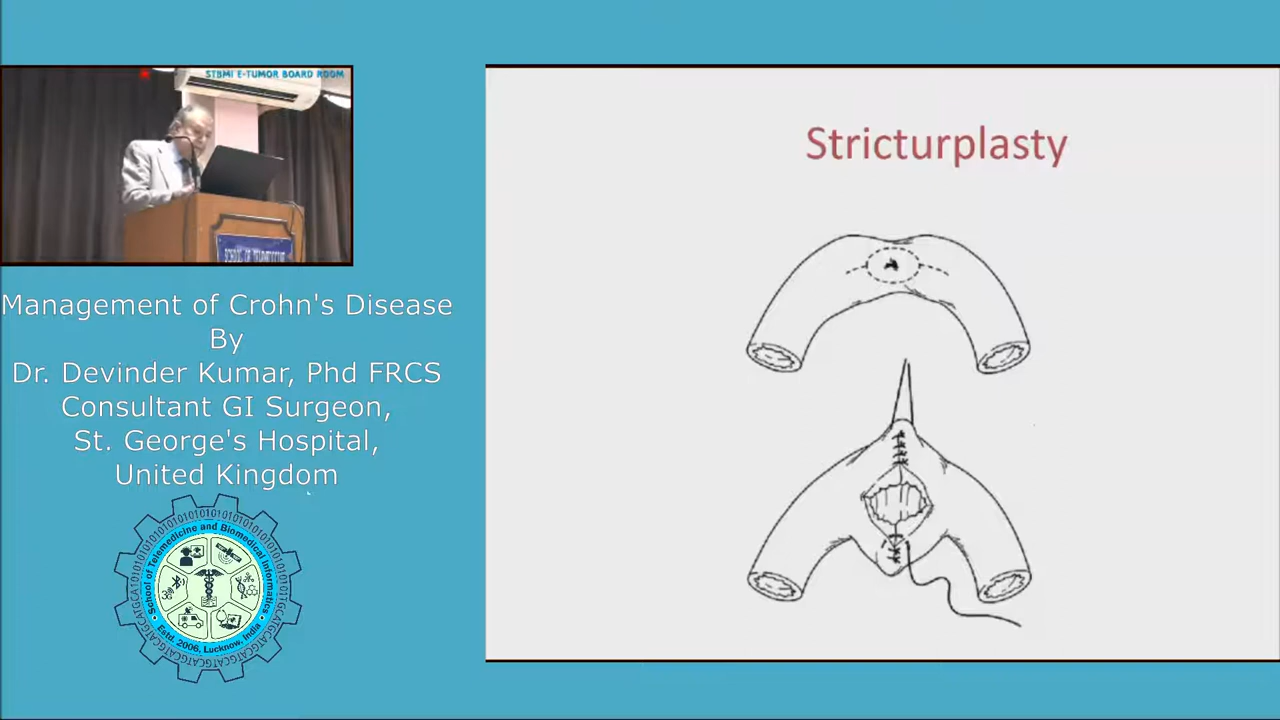 STBMI E-TUMOR BOARD ROOM
Stricturplasty
Management of Crohn's Disease
By
Dr. Devinder Kumar, Phd FRCS
Consultant GI Surgeon,
St. George's Hospital,
United Kingdom
School of Telemedicine and Biomedical Informatics
Estd. 2006, Lucknow, India